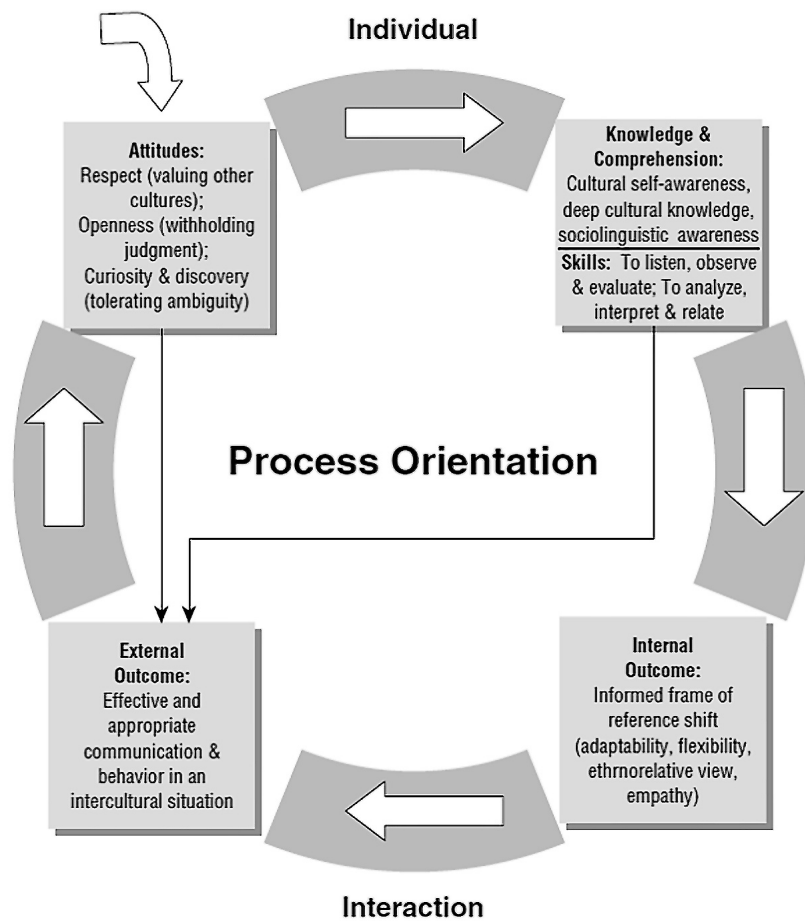 Individual
Attitudes:
Respect (valuing other
cultures);
Openness (withholding
judgment);
Curiosity & discovery
(tolerating ambiguity)
Knowledge &
Comprehension:
Cultural self-awareness,
deep cultural knowledge,
sociolinguistic awareness
Skills: To listen, observe
& evaluate; To analyze,
interpret & relate
Process Orientation
External
Outcome:
Effective and
appropriate
communication &
behavior in an
intercultural situation
Internal
Outcome:
Informed frame of
reference shift
(adaptability, flexibility,
ethrnorelative view,
empathy)
Interaction